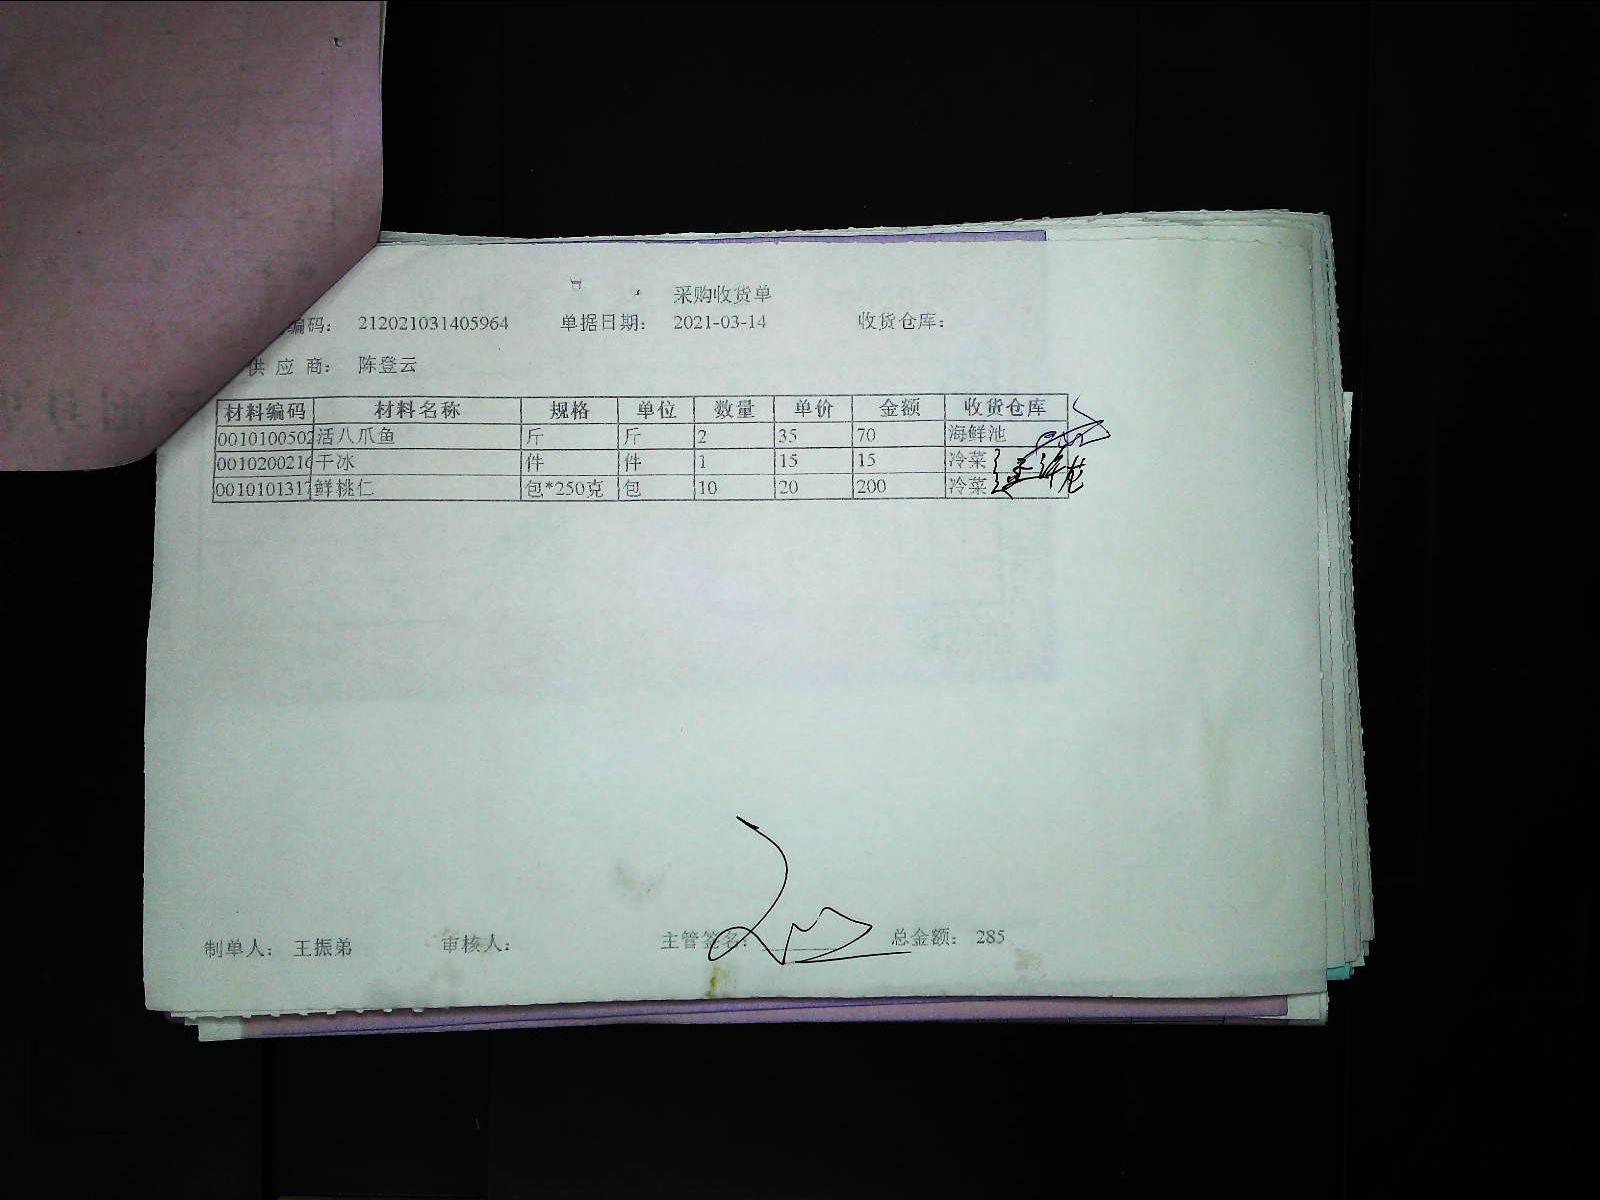 采购收货单
编码: 212021031405964 单据日期: 2021-03-14 收货仓库:
供应商: 陈登云
材料编码 材料名称 规格 单位 数量 单价 金额 收货仓库
0010100502 活八爪鱼 斤 斤 2 35 70 海鲜池
001020021 干冰 件 件 1 15 15 冷菜
001010131 鲜桃仁 包*250克 包 10 20 200 冷菜
制单人: 王振弟 审核人: 主管签名: 总金额: 285